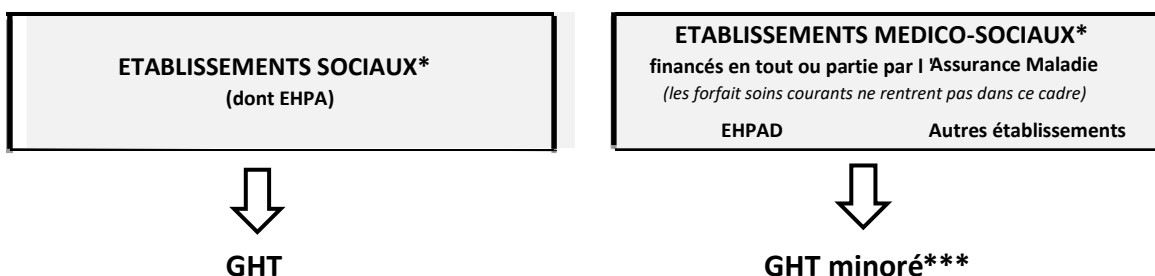 ETABLISSEMENTS SOCIAUX*
(dont EHPA)
GHT
ETABLISSEMENTS MEDICO-SOCIAUX*
financés en tout ou partie par l 'Assurance Maladie
(les forfait soins courants ne rentrent pas dans ce cadre)
EHPAD Autres établissements
GHT minoré***